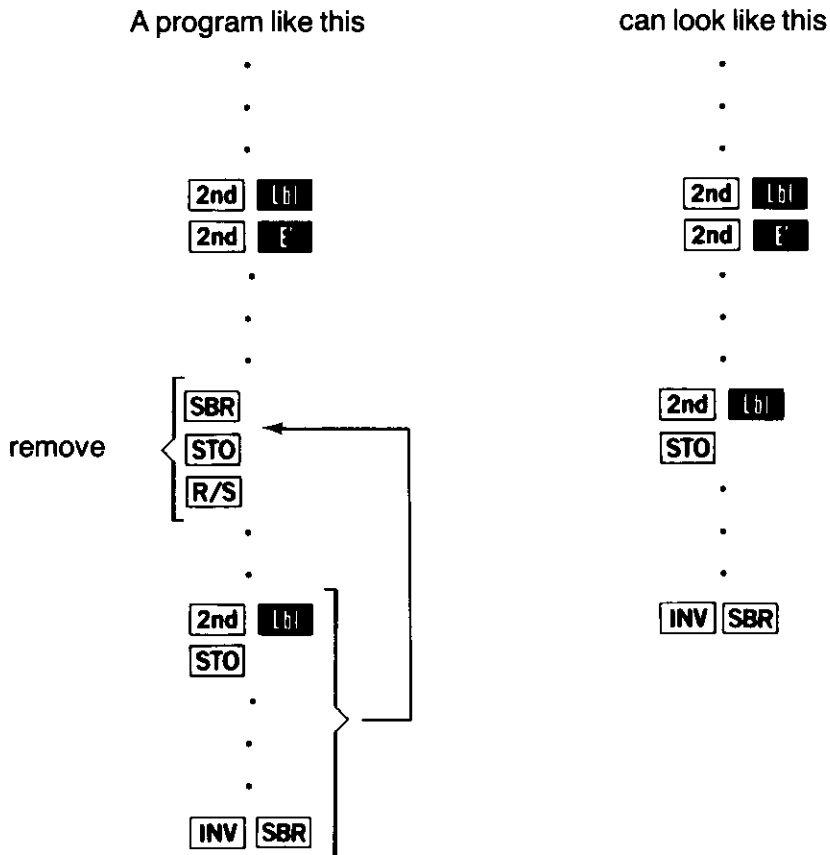 A program like this
2nd Lbl
2nd E'
remove
SBR
STO
R/S
2nd Lbl
STO
INV SBR
can look like this
2nd Lbl
2nd E'
2nd Lbl
STO
INV SBR